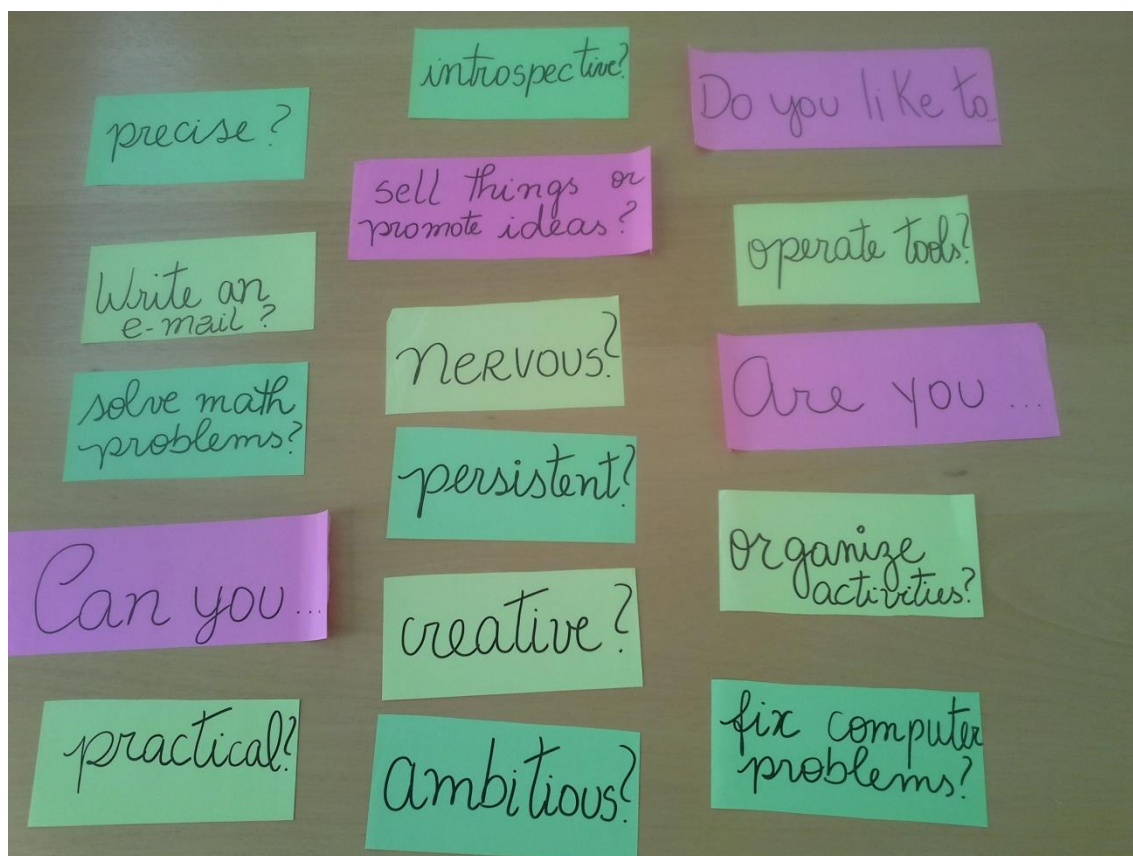 precise?
Write an
e-mail?
solve math
problems?
Can you...
practical?
introspective?
sell things or
promote ideas?
NERVOUS?
persistent?
creative?
ambitious?
Do you like to..
operate tools?
Are you ...
organize
activities?
fix computer
problems?